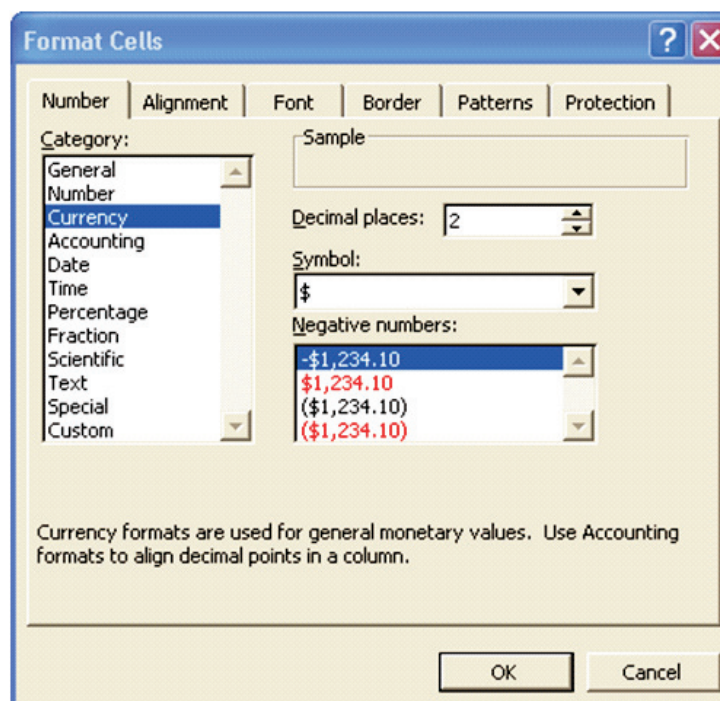 Format Cells
Number Alignment Font Border Patterns Protection
Category:
General
Number
Currency
Accounting
Date
Time
Percentage
Fraction
Scientific
Text
Special
Custom
Sample
Decimal places: 2
Symbol:
$
Negative numbers:
-$1,234.10
$1,234.10
($1,234.10)
($1,234.10)
Currency formats are used for general monetary values. Use Accounting
formats to align decimal points in a column.
OK Cancel